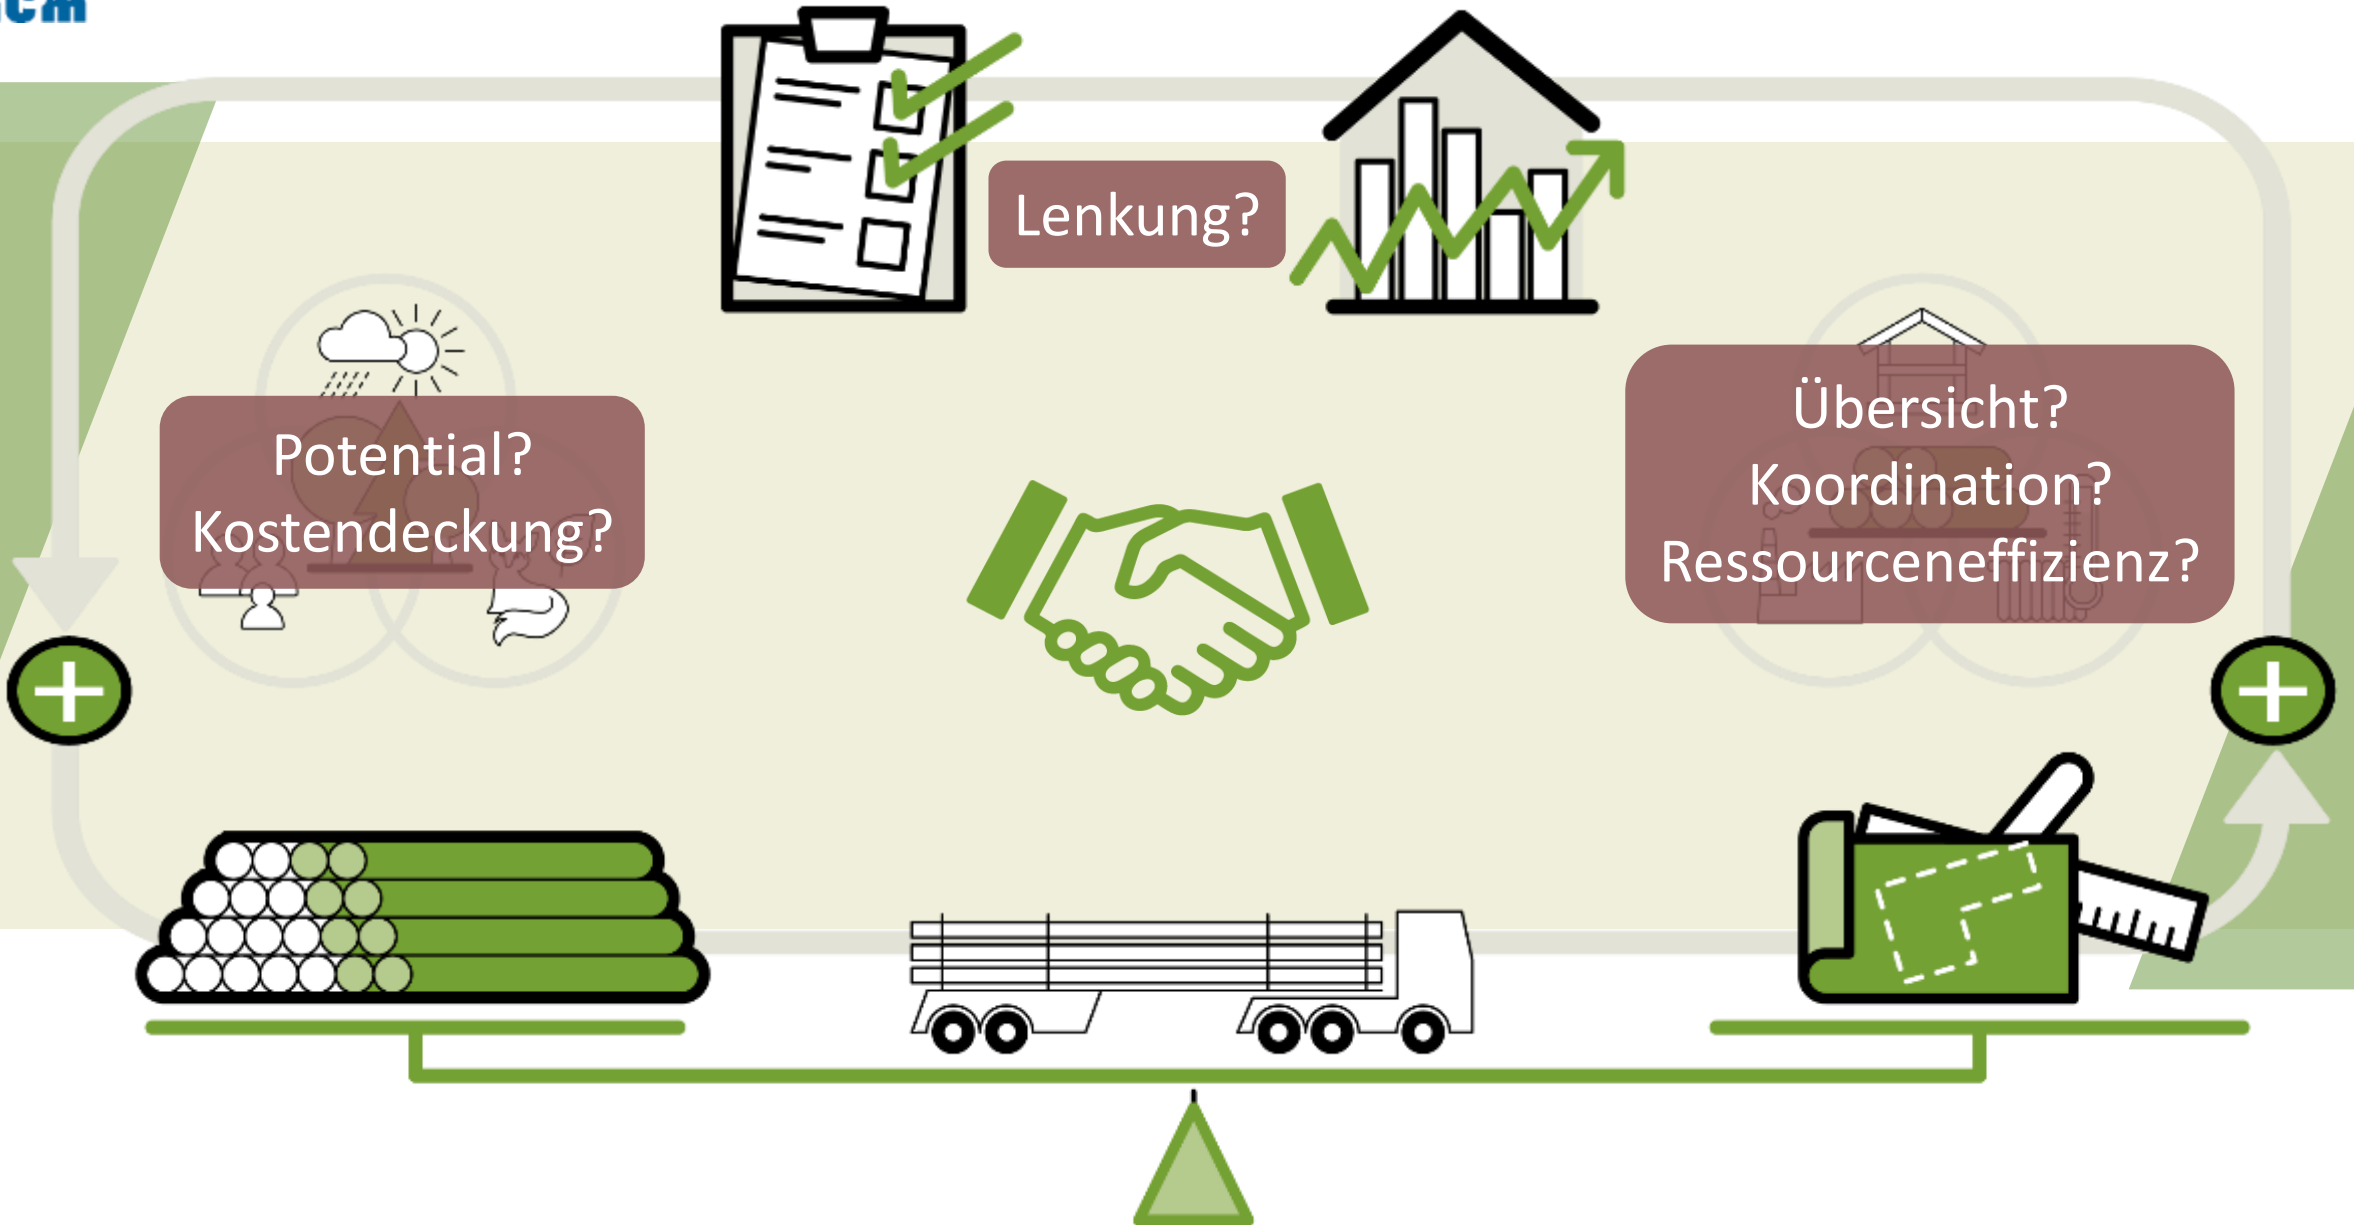 Lenkung?
Potential?
Kostendeckung?
Übersicht?
Koordination?
Ressourceneffizienz?